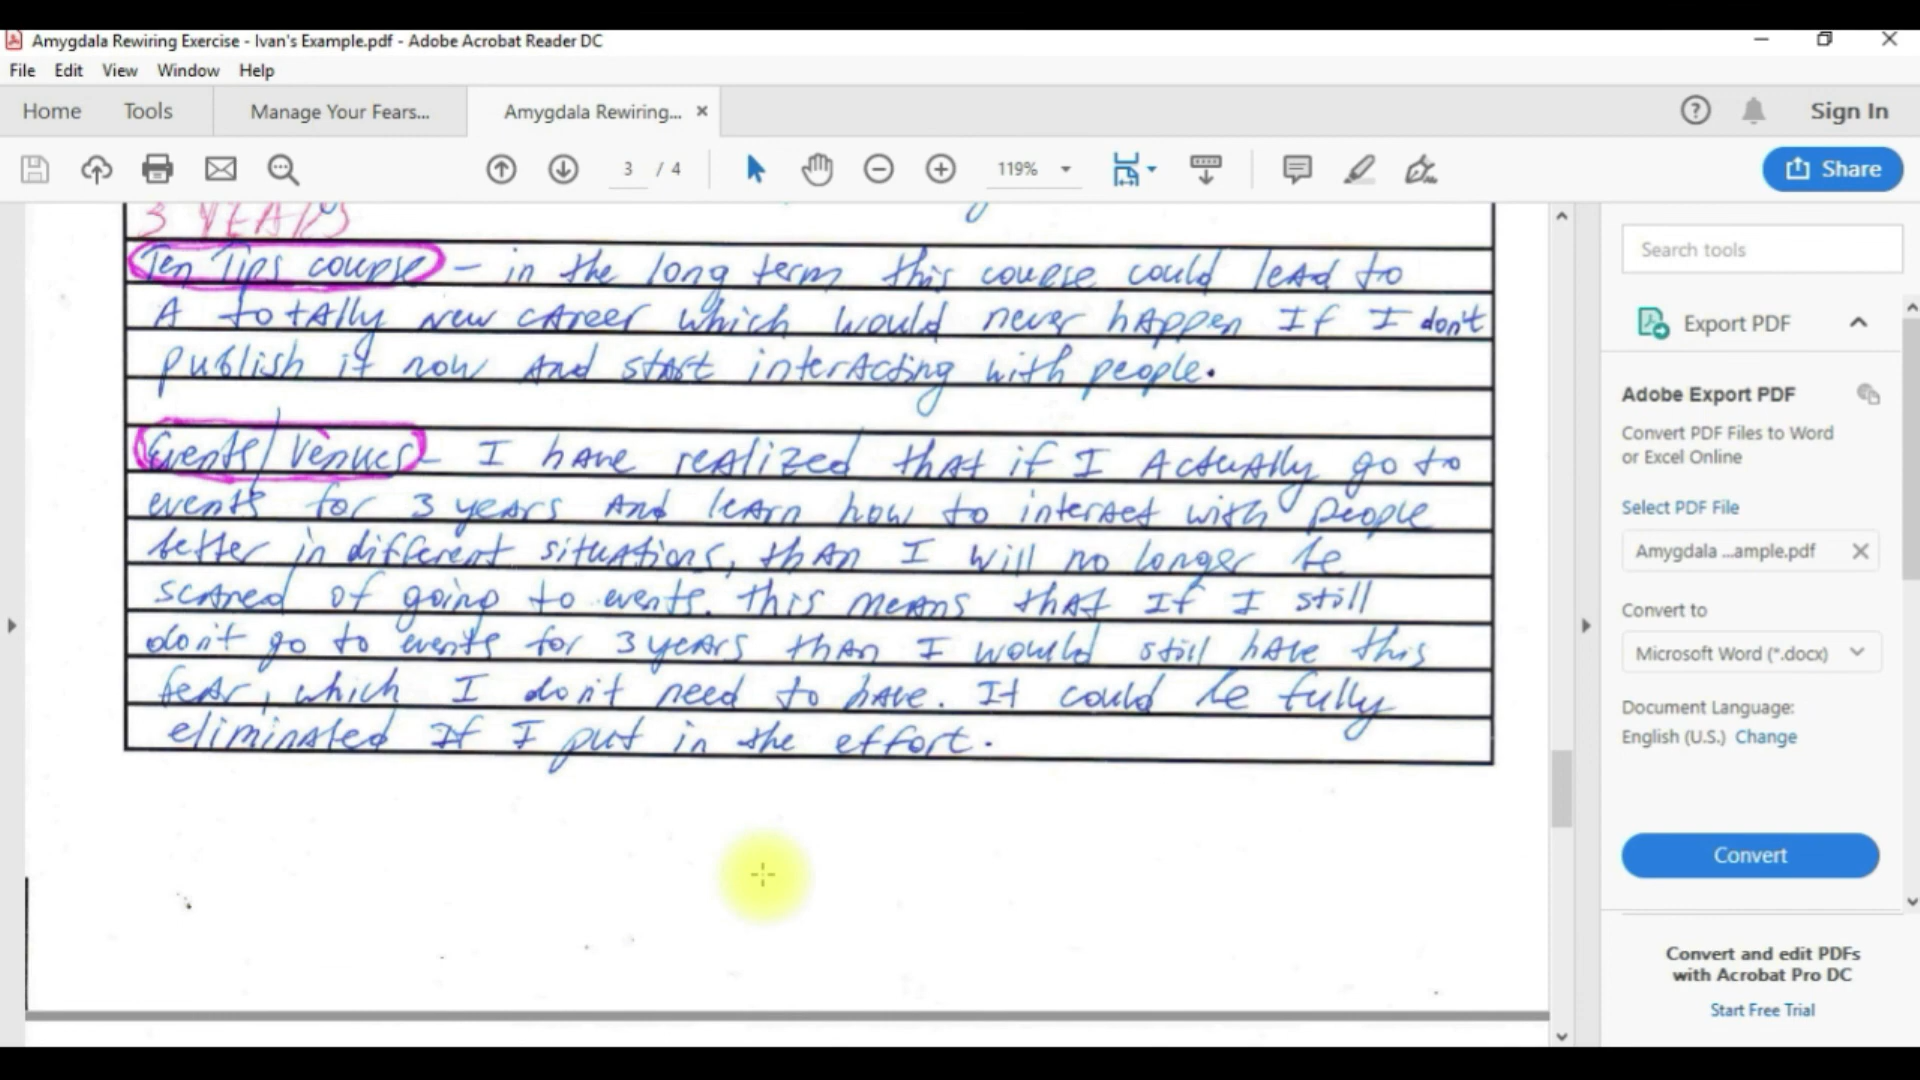 Amygdala Rewiring Exercise - Ivan's Example.pdf - Adobe Acrobat Reader DC
File Edit View Window Help
Home Tools Manage Your Fears... Amygdala Rewiring... ×
Sign In
3 / 4 119% Share
3 YEARS
Ten Tips course - in the long term this course could lead to
A totally new career which would never happen If I don't
publish it now and start interacting with people.
Events/Venues - I have realized that if I Actually go to
events for 3 years and learn how to interact with people
better in different situations, than I will no longer be
scared of going to events. this means that If I still
don't go to events for 3 years than I would still have this
fear, which I don't need to have. It could be fully
eliminated If I put in the effort.
Search tools
Export PDF
Adobe Export PDF
Convert PDF Files to Word
or Excel Online
Select PDF File
Amygdala ...ample.pdf
Convert to
Microsoft Word (*.docx)
Document Language:
English (U.S.) Change
Convert
Convert and edit PDFs
with Acrobat Pro DC
Start Free Trial